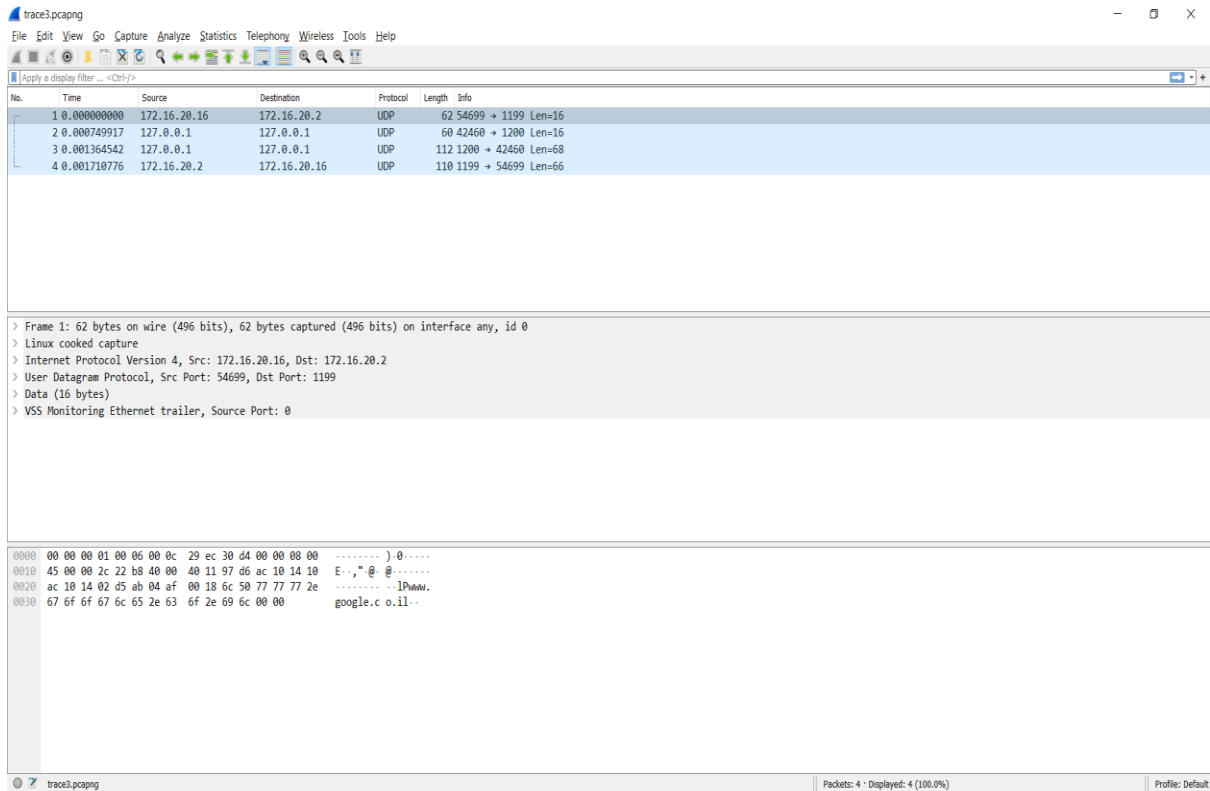 trace3.pcapng
File Edit View Go Capture Analyze Statistics Telephony Wireless Tools Help
Apply a display filter ... <Ctrl-/>
No. Time Source Destination Protocol Length Info
1 0.000000000 172.16.20.16 172.16.20.2 UDP 62 54699 → 1199 Len=16
2 0.000749917 127.0.0.1 127.0.0.1 UDP 60 42460 → 1200 Len=16
3 0.001364542 127.0.0.1 127.0.0.1 UDP 112 1200 → 42460 Len=68
4 0.001710776 172.16.20.2 172.16.20.16 UDP 110 1199 → 54699 Len=66
> Frame 1: 62 bytes on wire (496 bits), 62 bytes captured (496 bits) on interface any, id 0
> Linux cooked capture
> Internet Protocol Version 4, Src: 172.16.20.16, Dst: 172.16.20.2
> User Datagram Protocol, Src Port: 54699, Dst Port: 1199
> Data (16 bytes)
> VSS Monitoring Ethernet trailer, Source Port: 0
0000 00 00 00 01 00 06 00 0c 29 ec 30 d4 00 00 08 00 ········ )·0·····
0010 45 00 00 2c 22 b8 40 00 40 11 97 d6 ac 10 14 10 E··,"·@· @·······
0020 ac 10 14 02 d5 ab 04 af 00 18 6c 50 77 77 77 2e ········ ··lPwww.
0030 67 6f 6f 67 6c 65 2e 63 6f 2e 69 6c 00 00 google.c o.il··
trace3.pcapng
Packets: 4 · Displayed: 4 (100.0%)
Profile: Default